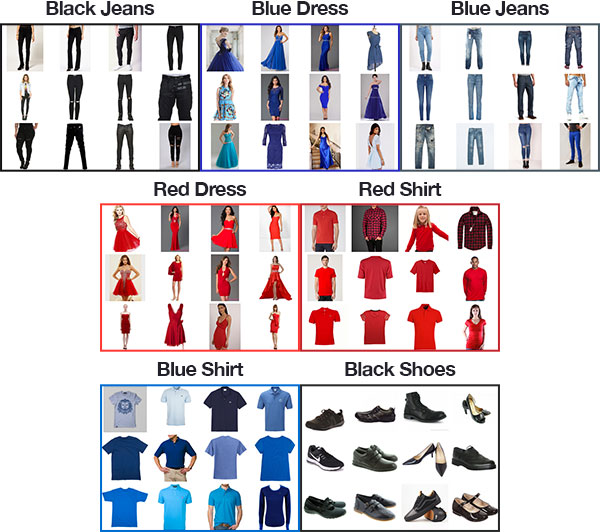 Black Jeans
Blue Dress
Blue Jeans
Red Dress
Red Shirt
Blue Shirt
Black Shoes